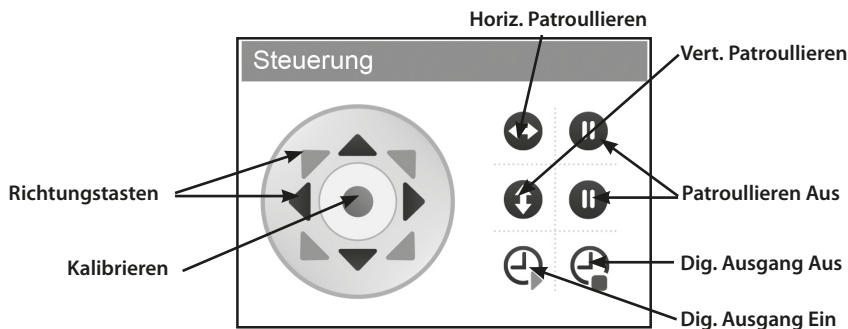 Horiz. Patroullieren
Steuerung
Vert. Patroullieren
Richtungstasten
Patroullieren Aus
Kalibrieren
Dig. Ausgang Aus
Dig. Ausgang Ein